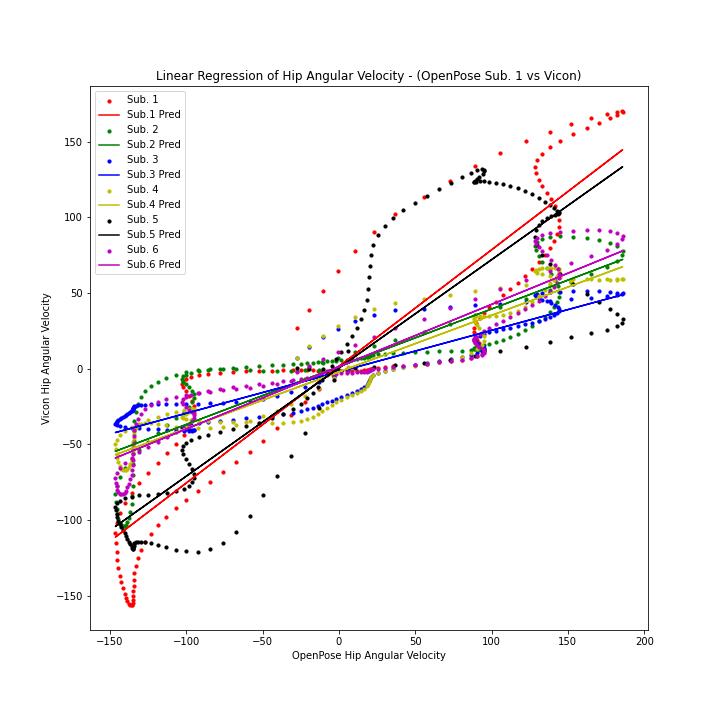 Linear Regression of Hip Angular Velocity - (OpenPose Sub. 1 vs Vicon)
Sub. 1
Sub.1 Pred
Sub. 2
Sub.2 Pred
Sub. 3
Sub.3 Pred
Sub. 4
Sub.4 Pred
Sub. 5
Sub.5 Pred
Sub. 6
Sub.6 Pred
150
100
50
0
−50
−100
−150
Vicon Hip Angular Velocity
−150 −100 −50 0 50 100 150 200
OpenPose Hip Angular Velocity